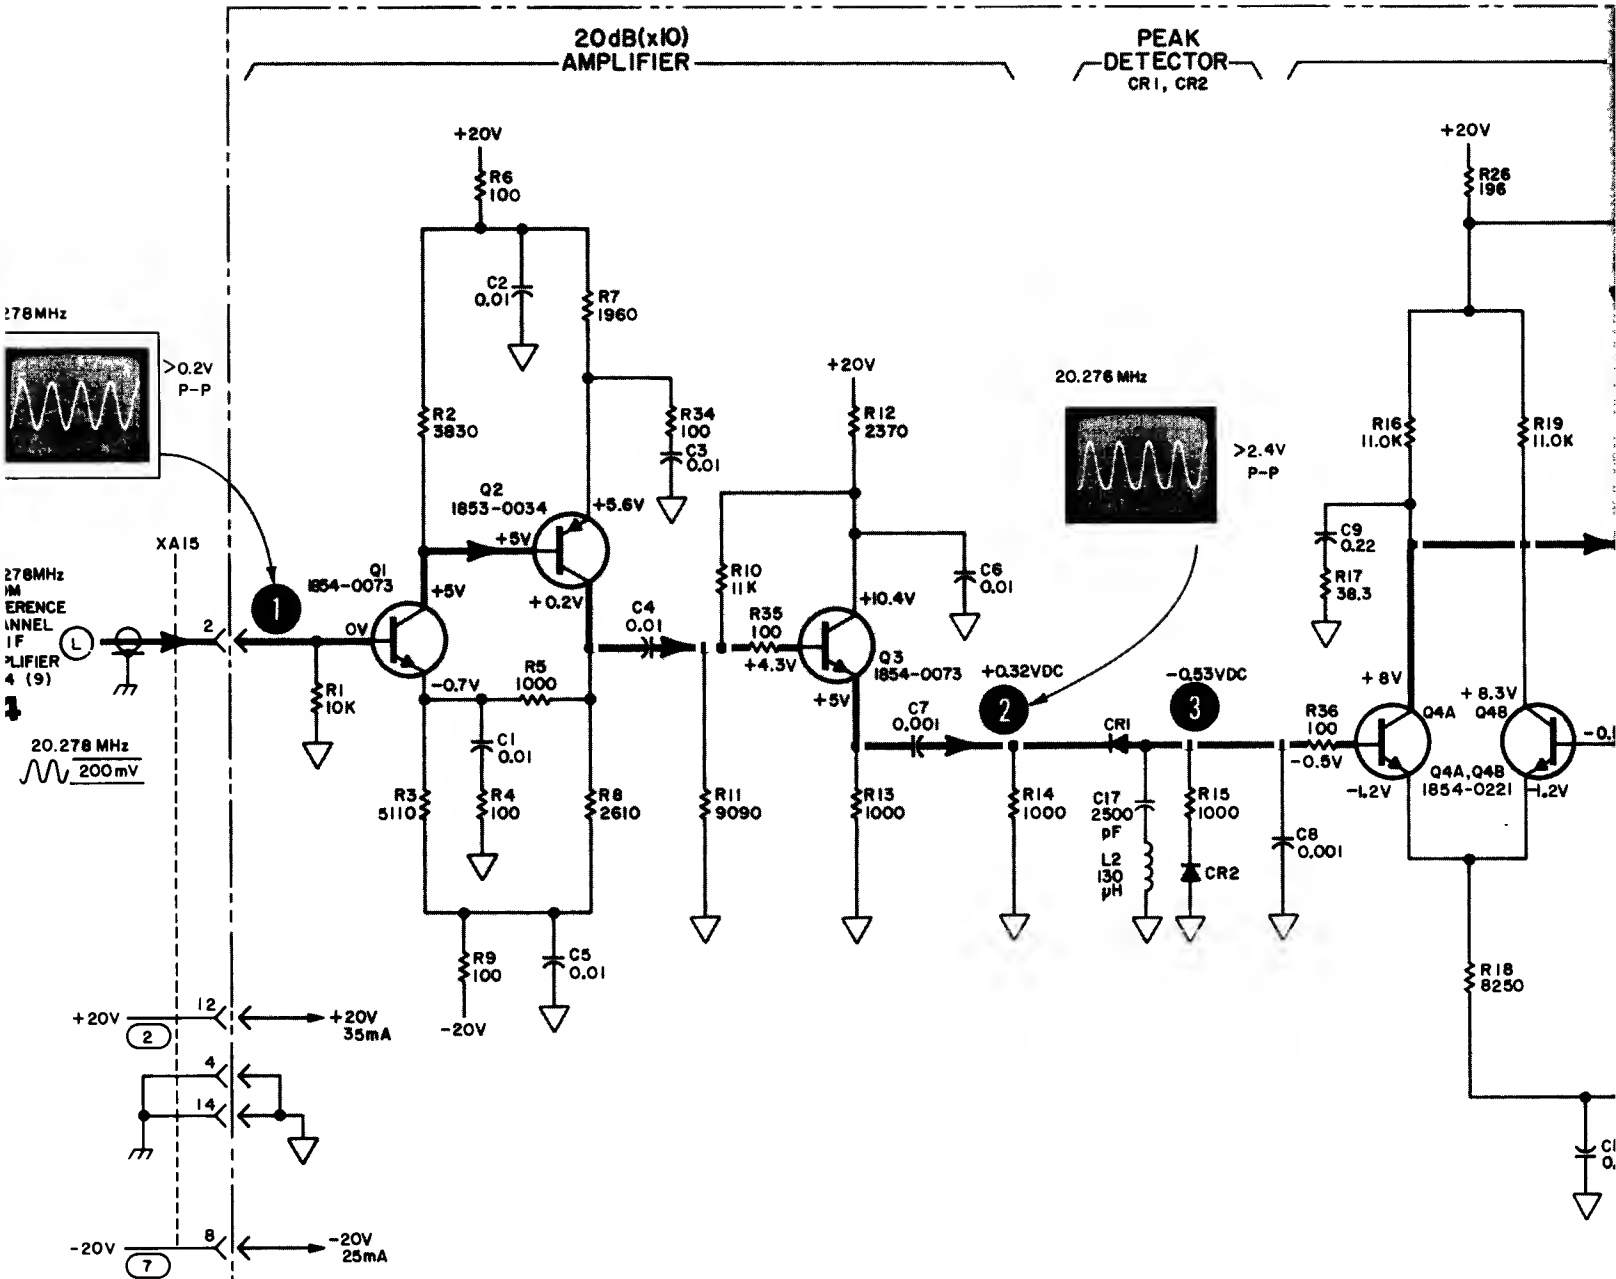 20dB(x10)
AMPLIFIER
PEAK
DETECTOR
CR1, CR2
+20V
R6
100
C2
0.01
R7
1960
R2
3830
R34
100
C3
0.01
278MHz
>0.2V
P-P
Q2
1853-0034
+5.6V
+5V
+0.2V
XA15
278MHz
ERENCE
ANNEL
IF
PLIFIER
4 (9)
L
2
1
Q1
1854-0073
+5V
0V
-0.7V
R1
10K
20.278 MHz
200mV
R5
1000
C1
0.01
R3
5110
R4
100
R8
2610
R9
100
-20V
C5
0.01
C4
0.01
R11
9090
R10
11K
R35
100
+4.3V
+20V
R12
2370
C6
0.01
+10.4V
Q3
1854-0073
+5V
C7
0.001
R13
1000
20.276 MHz
>2.4V
P-P
+0.32VDC
2
R14
1000
CR1
-0.53VDC
3
C17
2500
pF
L2
130
μH
R15
1000
CR2
C8
0.001
R36
100
-0.5V
+20V
R26
196
R16
11.0K
R19
11.0K
C9
0.22
R17
38.3
+8V
Q4A
+8.3V
Q4B
-0.1
Q4A,Q4B
1854-0221
-1.2V
-1.2V
R18
8250
C1
0.
+20V
2
12
+20V
35mA
4
14
-20V
7
8
-20V
25mA